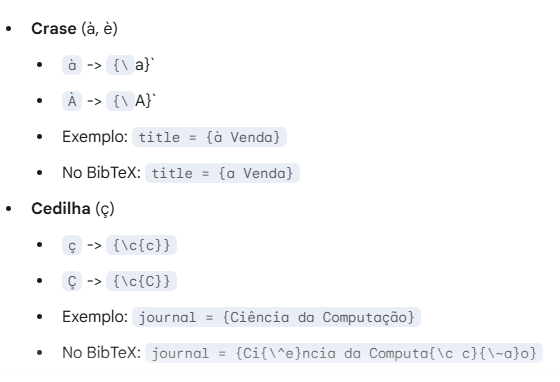 • Crase (à, è)
• à -> {\ a}`
• À -> {\ A}`
• Exemplo: title = {à Venda}
• No BibTeX: title = {a Venda}
• Cedilha (ç)
• ç -> {\c{c}}
• Ç -> {\c{C}}
• Exemplo: journal = {Ciência da Computação}
• No BibTeX: journal = {Ci{\^e}ncia da Computa{\c c}{\~a}o}